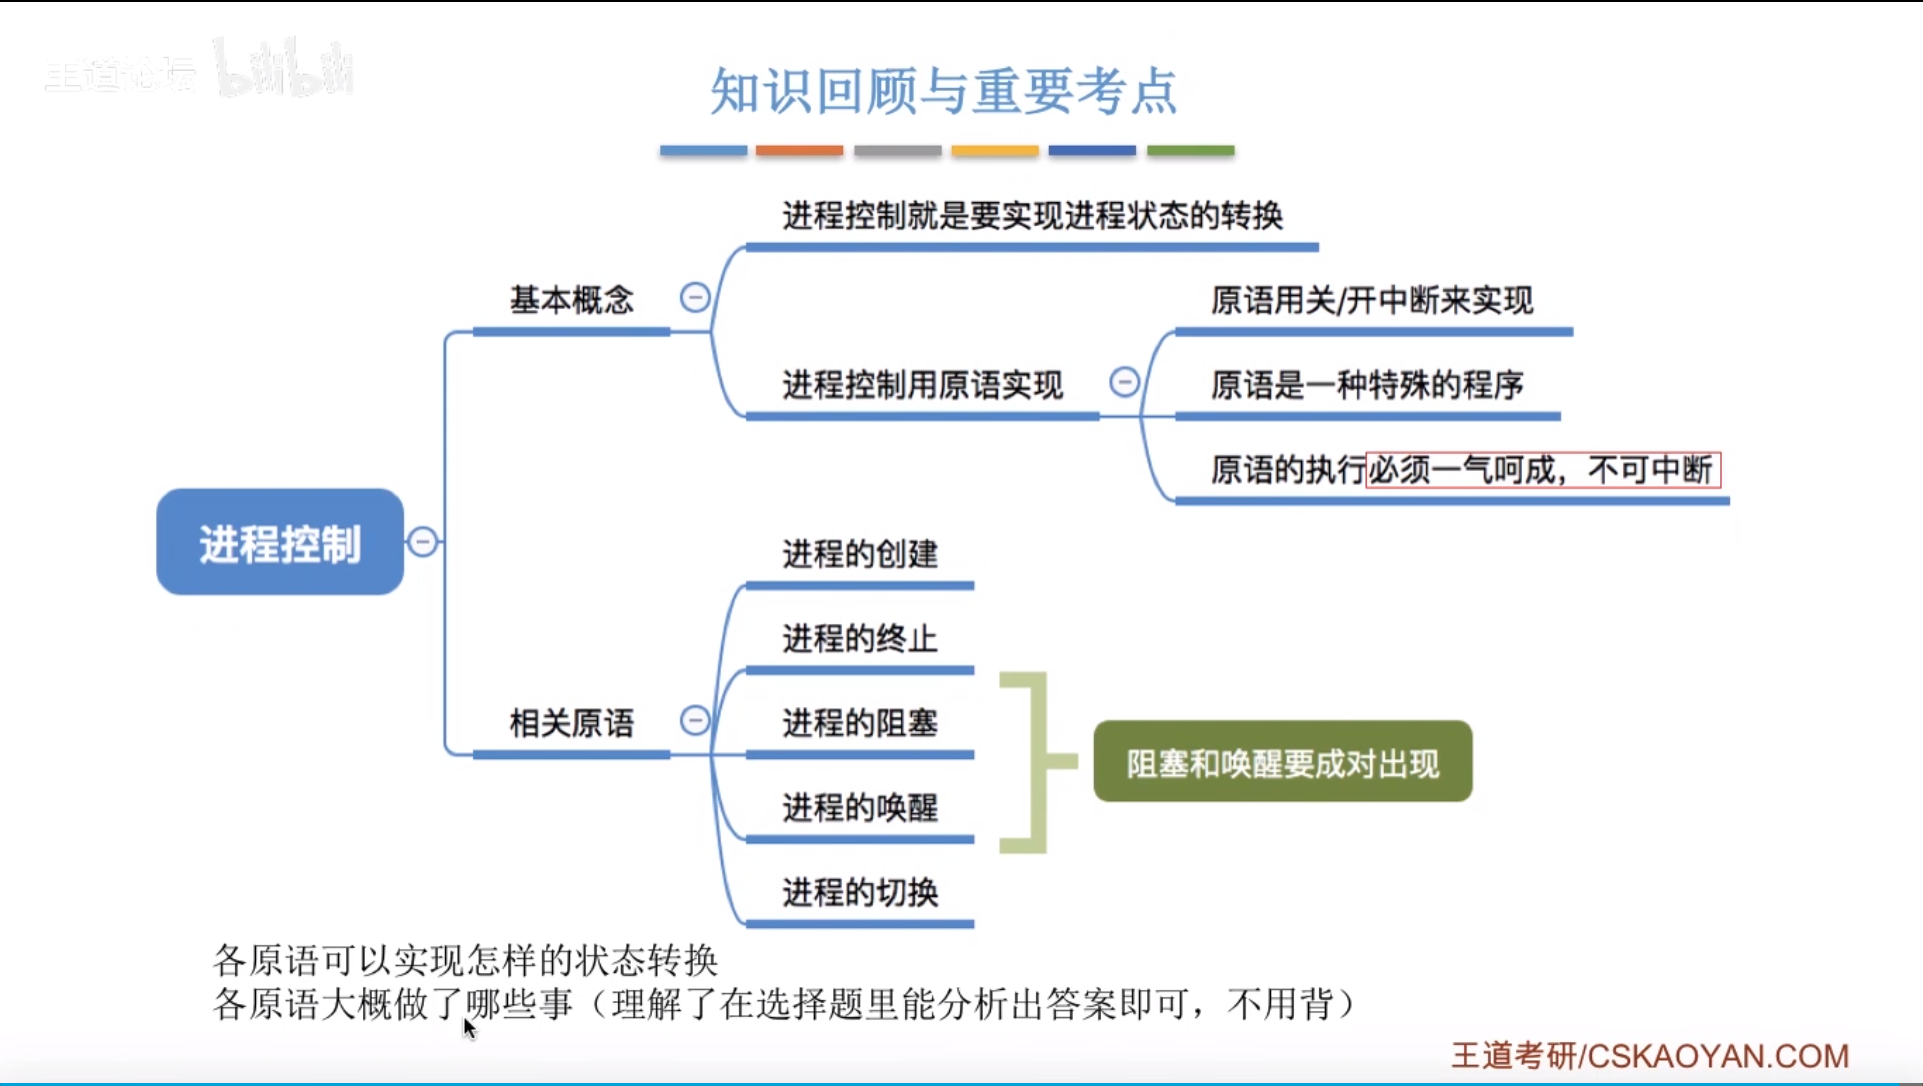 王道论坛 bilibili
知识回顾与重要考点
进程控制就是要实现进程状态的转换
基本概念
原语用关/开中断来实现
进程控制用原语实现
原语是一种特殊的程序
原语的执行必须一气呵成，不可中断
进程控制
进程的创建
进程的终止
相关原语
进程的阻塞
阻塞和唤醒要成对出现
进程的唤醒
进程的切换
各原语可以实现怎样的状态转换
各原语大概做了哪些事（理解了在选择题里能分析出答案即可，不用背）
王道考研/CSKAOYAN.COM